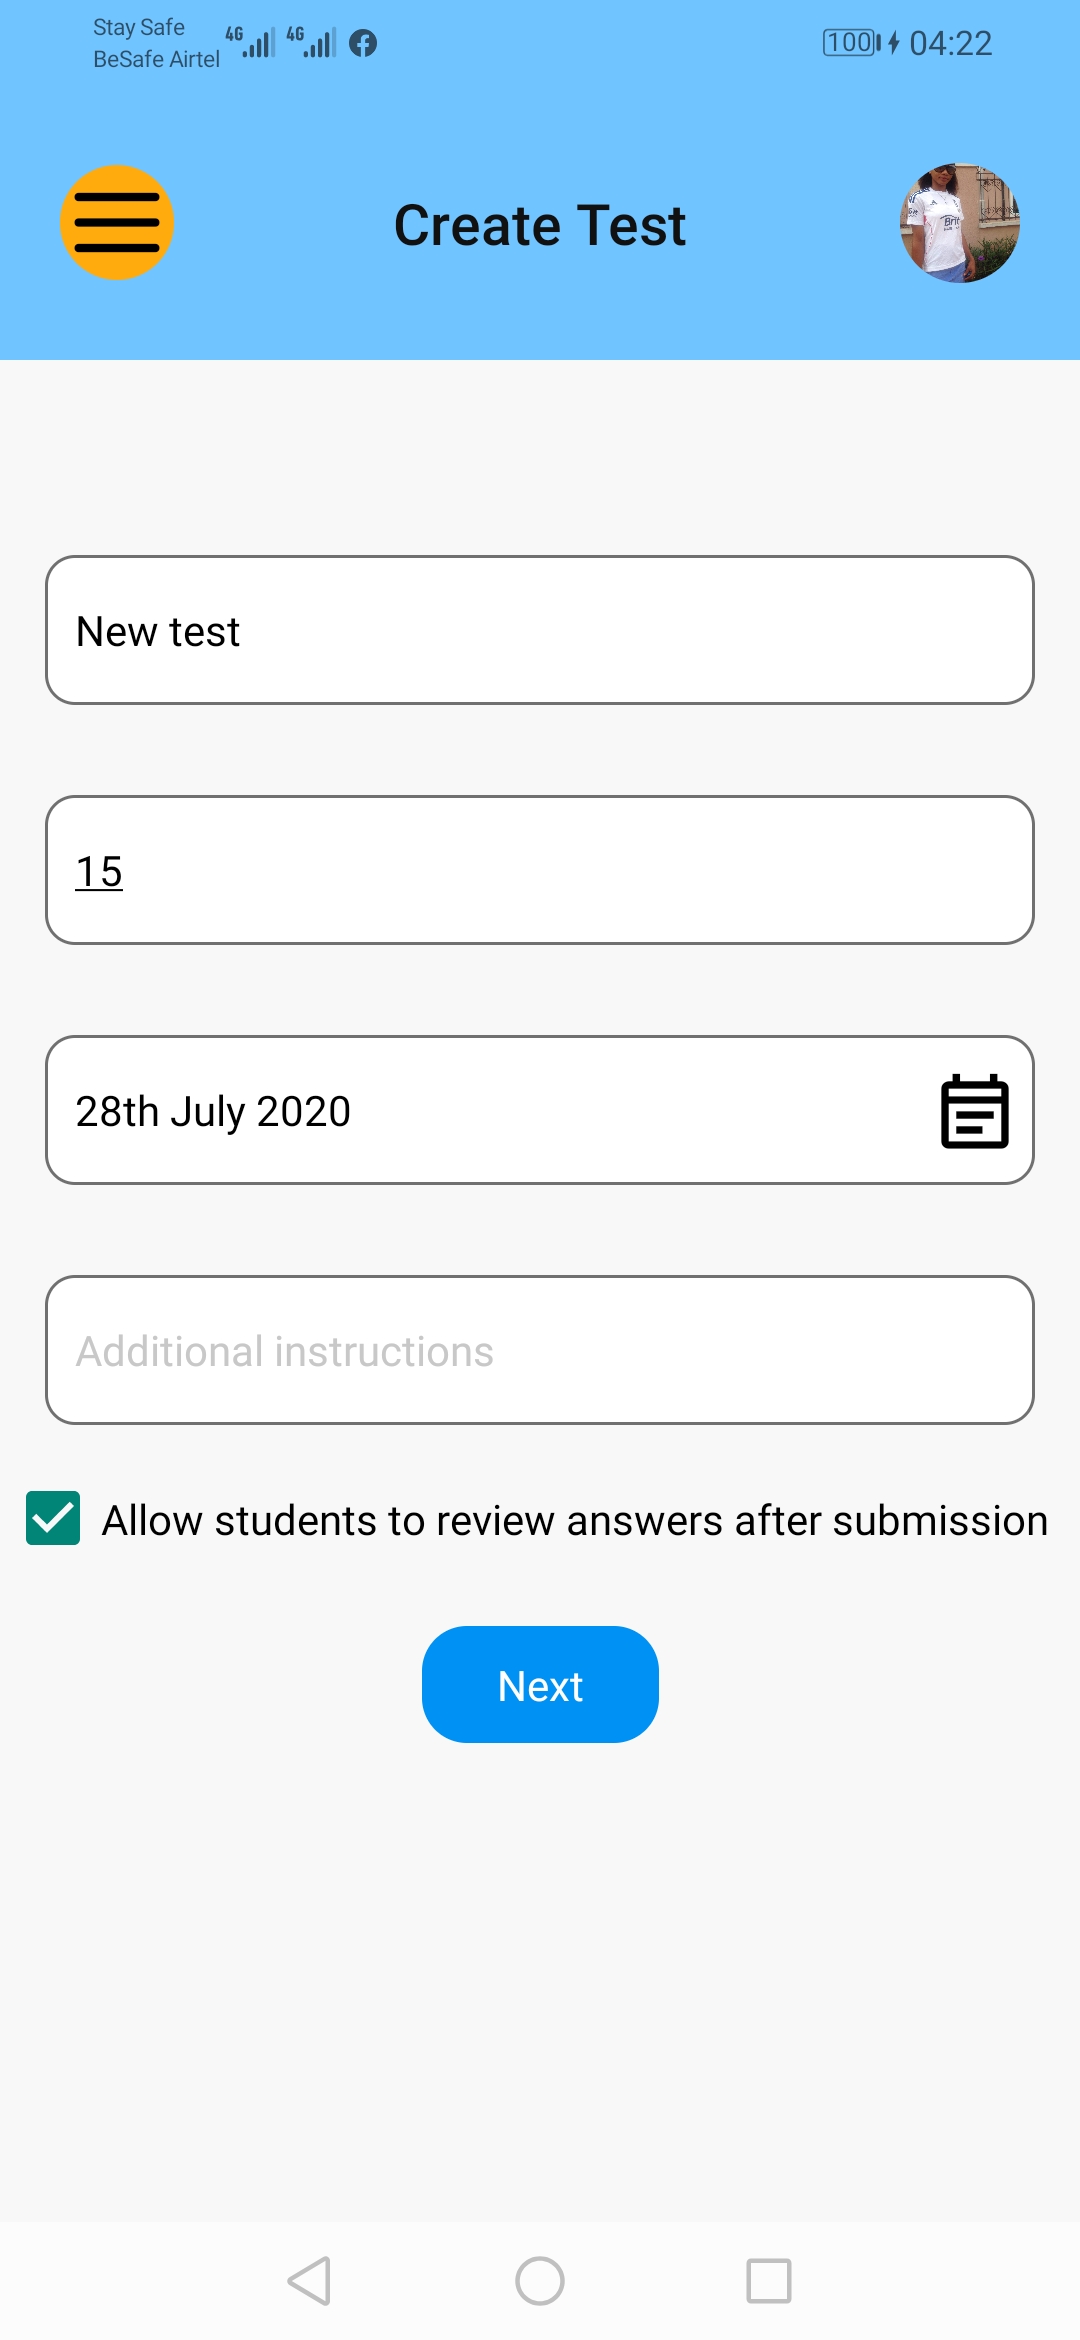 Stay Safe
BeSafe Airtel
4G 4G
100 04:22
Create Test
New test
15
28th July 2020
Additional instructions
Allow students to review answers after submission
Next